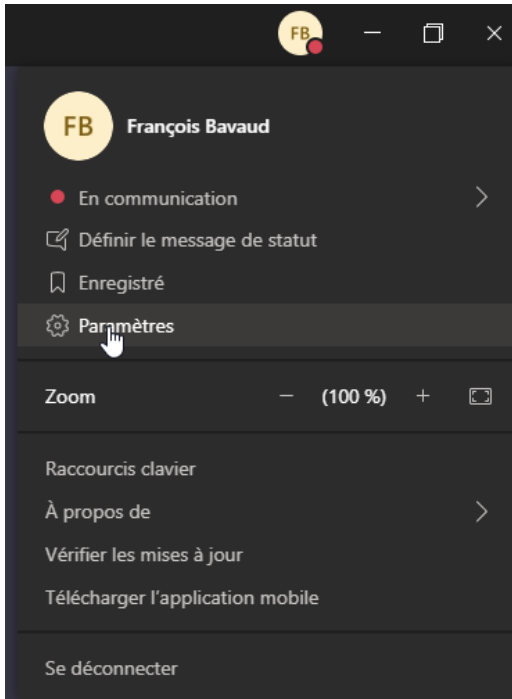 FB
FB
François Bavaud
En communication
Définir le message de statut
Enregistré
Paramètres
Zoom
(100 %)
Raccourcis clavier
À propos de
Vérifier les mises à jour
Télécharger l'application mobile
Se déconnecter